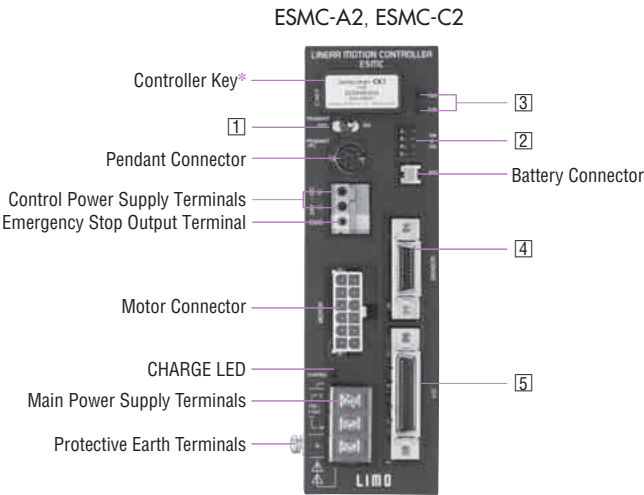 ESMC-A2, ESMC-C2
LINEAR MOTION CONTROLLER
ESMC
Controller Key*
3
1
2
Pendant Connector
Battery Connector
Control Power Supply Terminals
Emergency Stop Output Terminal
4
Motor Connector
MOTOR
CHARGE LED
5
Main Power Supply Terminals
Protective Earth Terminals
LIMO